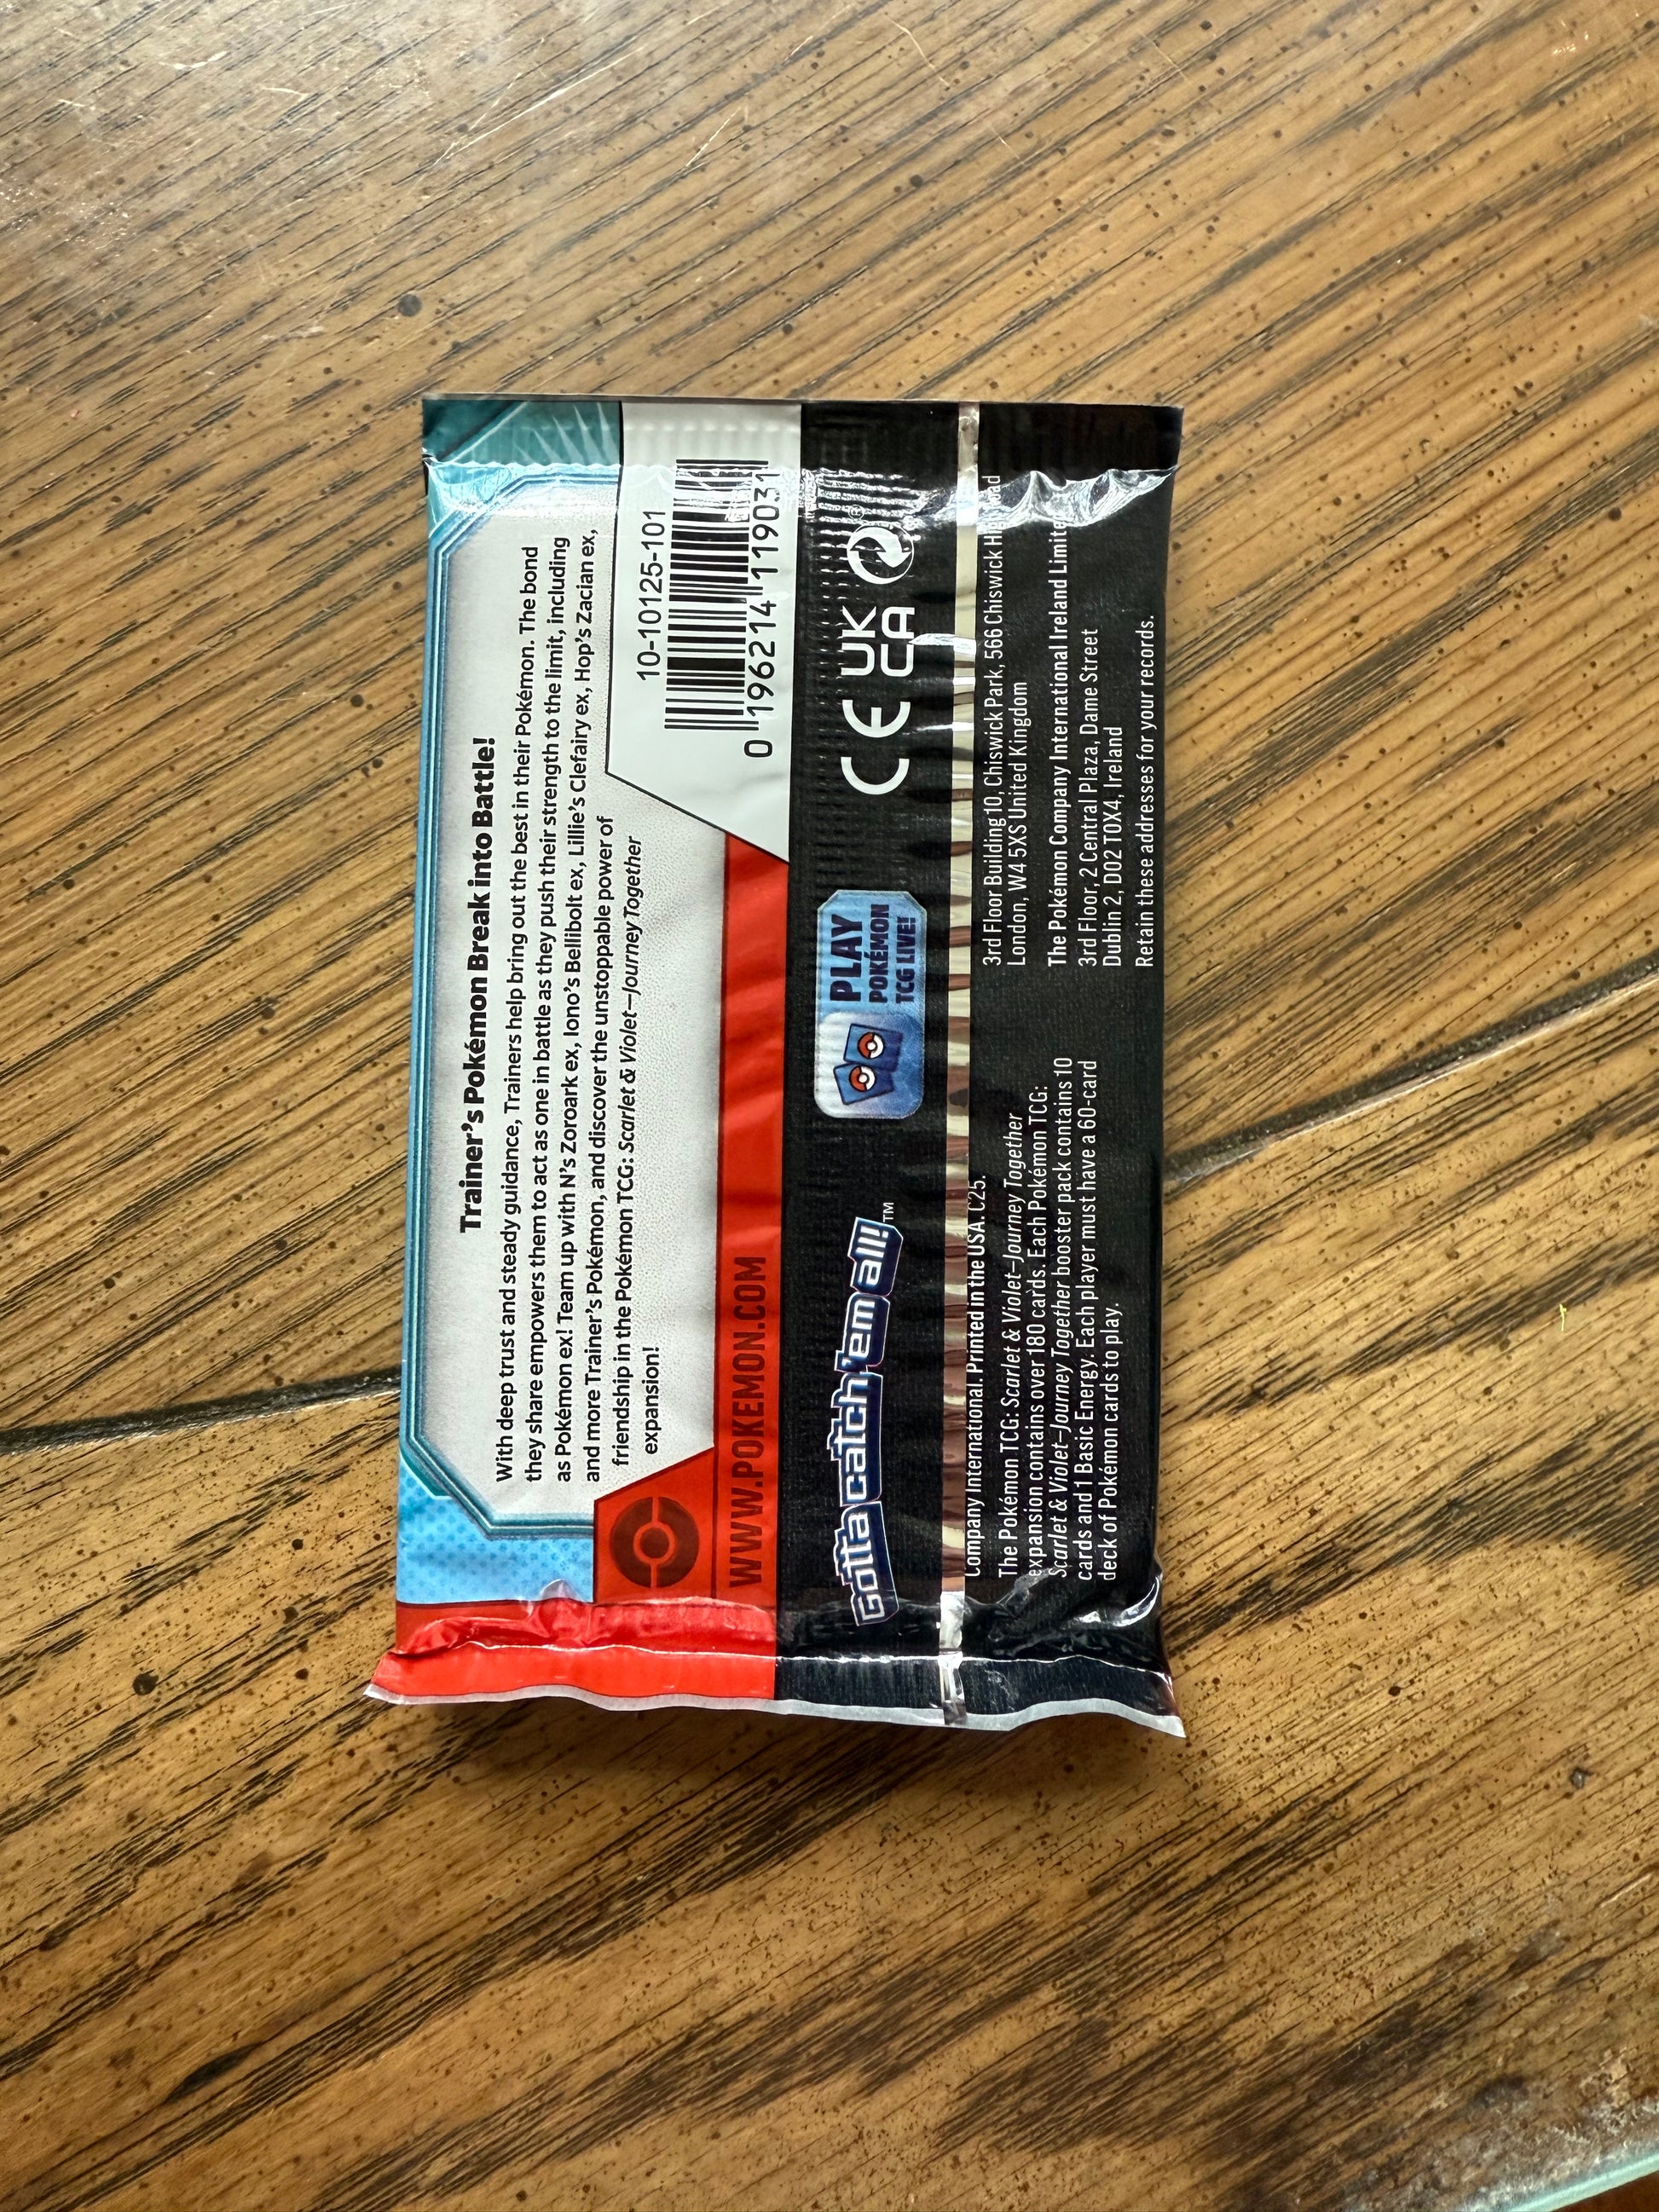 Trainer's Pokémon Break into Battle!
With deep trust and steady guidance, Trainers help bring out the best in their Pokémon. The bond
they share empowers them to act as one in battle as they push their strength to the limit, including
as Pokémon ex! Team up with N's Zoroark ex, Iono's Bellibolt ex, Lillie's Clefairy ex, Hop's Zacian ex,
and more Trainer's Pokémon, and discover the unstoppable power of
friendship in the Pokémon TCG: Scarlet & Violet—Journey Together
expansion!
10-10125-101
0 196214 119031
WWW.POKEMON.COM
Gotta catch 'em all!™
PLAY
POKÉMON
TCG LIVE!
CE
UK
CA
®
Company International. Printed in the USA. C25.
The Pokémon TCG: Scarlet & Violet—Journey Together
expansion contains over 180 cards. Each Pokémon TCG:
Scarlet & Violet—Journey Together booster pack contains 10
cards and 1 Basic Energy. Each player must have a 60-card
deck of Pokémon cards to play.
3rd Floor Building 10, Chiswick Park, 566 Chiswick
London, W4 5XS United Kingdom
The Pokémon Company International Ireland Limited
3rd Floor, 2 Central Plaza, Dame Street
Dublin 2, D02 T0X4, Ireland
Retain these addresses for your records.